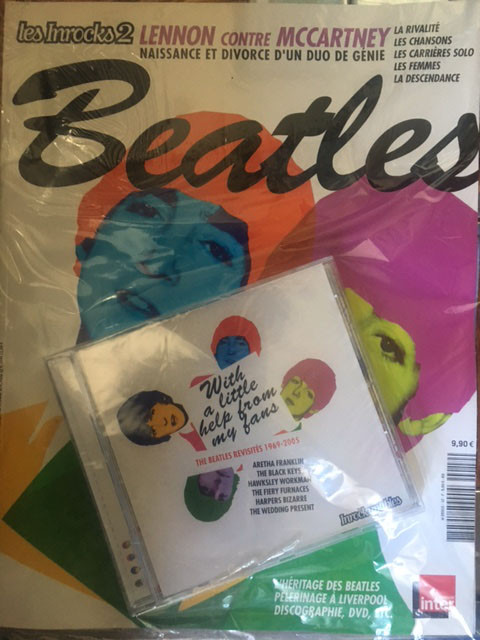 les Inrocks2
LENNON CONTRE MCCARTNEY
NAISSANCE ET DIVORCE D'UN DUO DE GÉNIE
LA RIVALITÉ
LES CHANSONS
LES CARRIÈRES SOLO
LES FEMMES
LA DESCENDANCE
Beatles
With
a little
help from
my fans
THE BEATLES REVISITÉS 1969-2005
ARETHA FRANKLIN
THE BLACK KEYS
HAWKSLEY WORKMAN
THE FIERY FURNACES
HARPERS BIZARRE
THE WEDDING PRESENT
9,90 €
L'HÉRITAGE DES BEATLES
PÈLERINAGE À LIVERPOOL
DISCOGRAPHIE, DVD, ETC.
inter